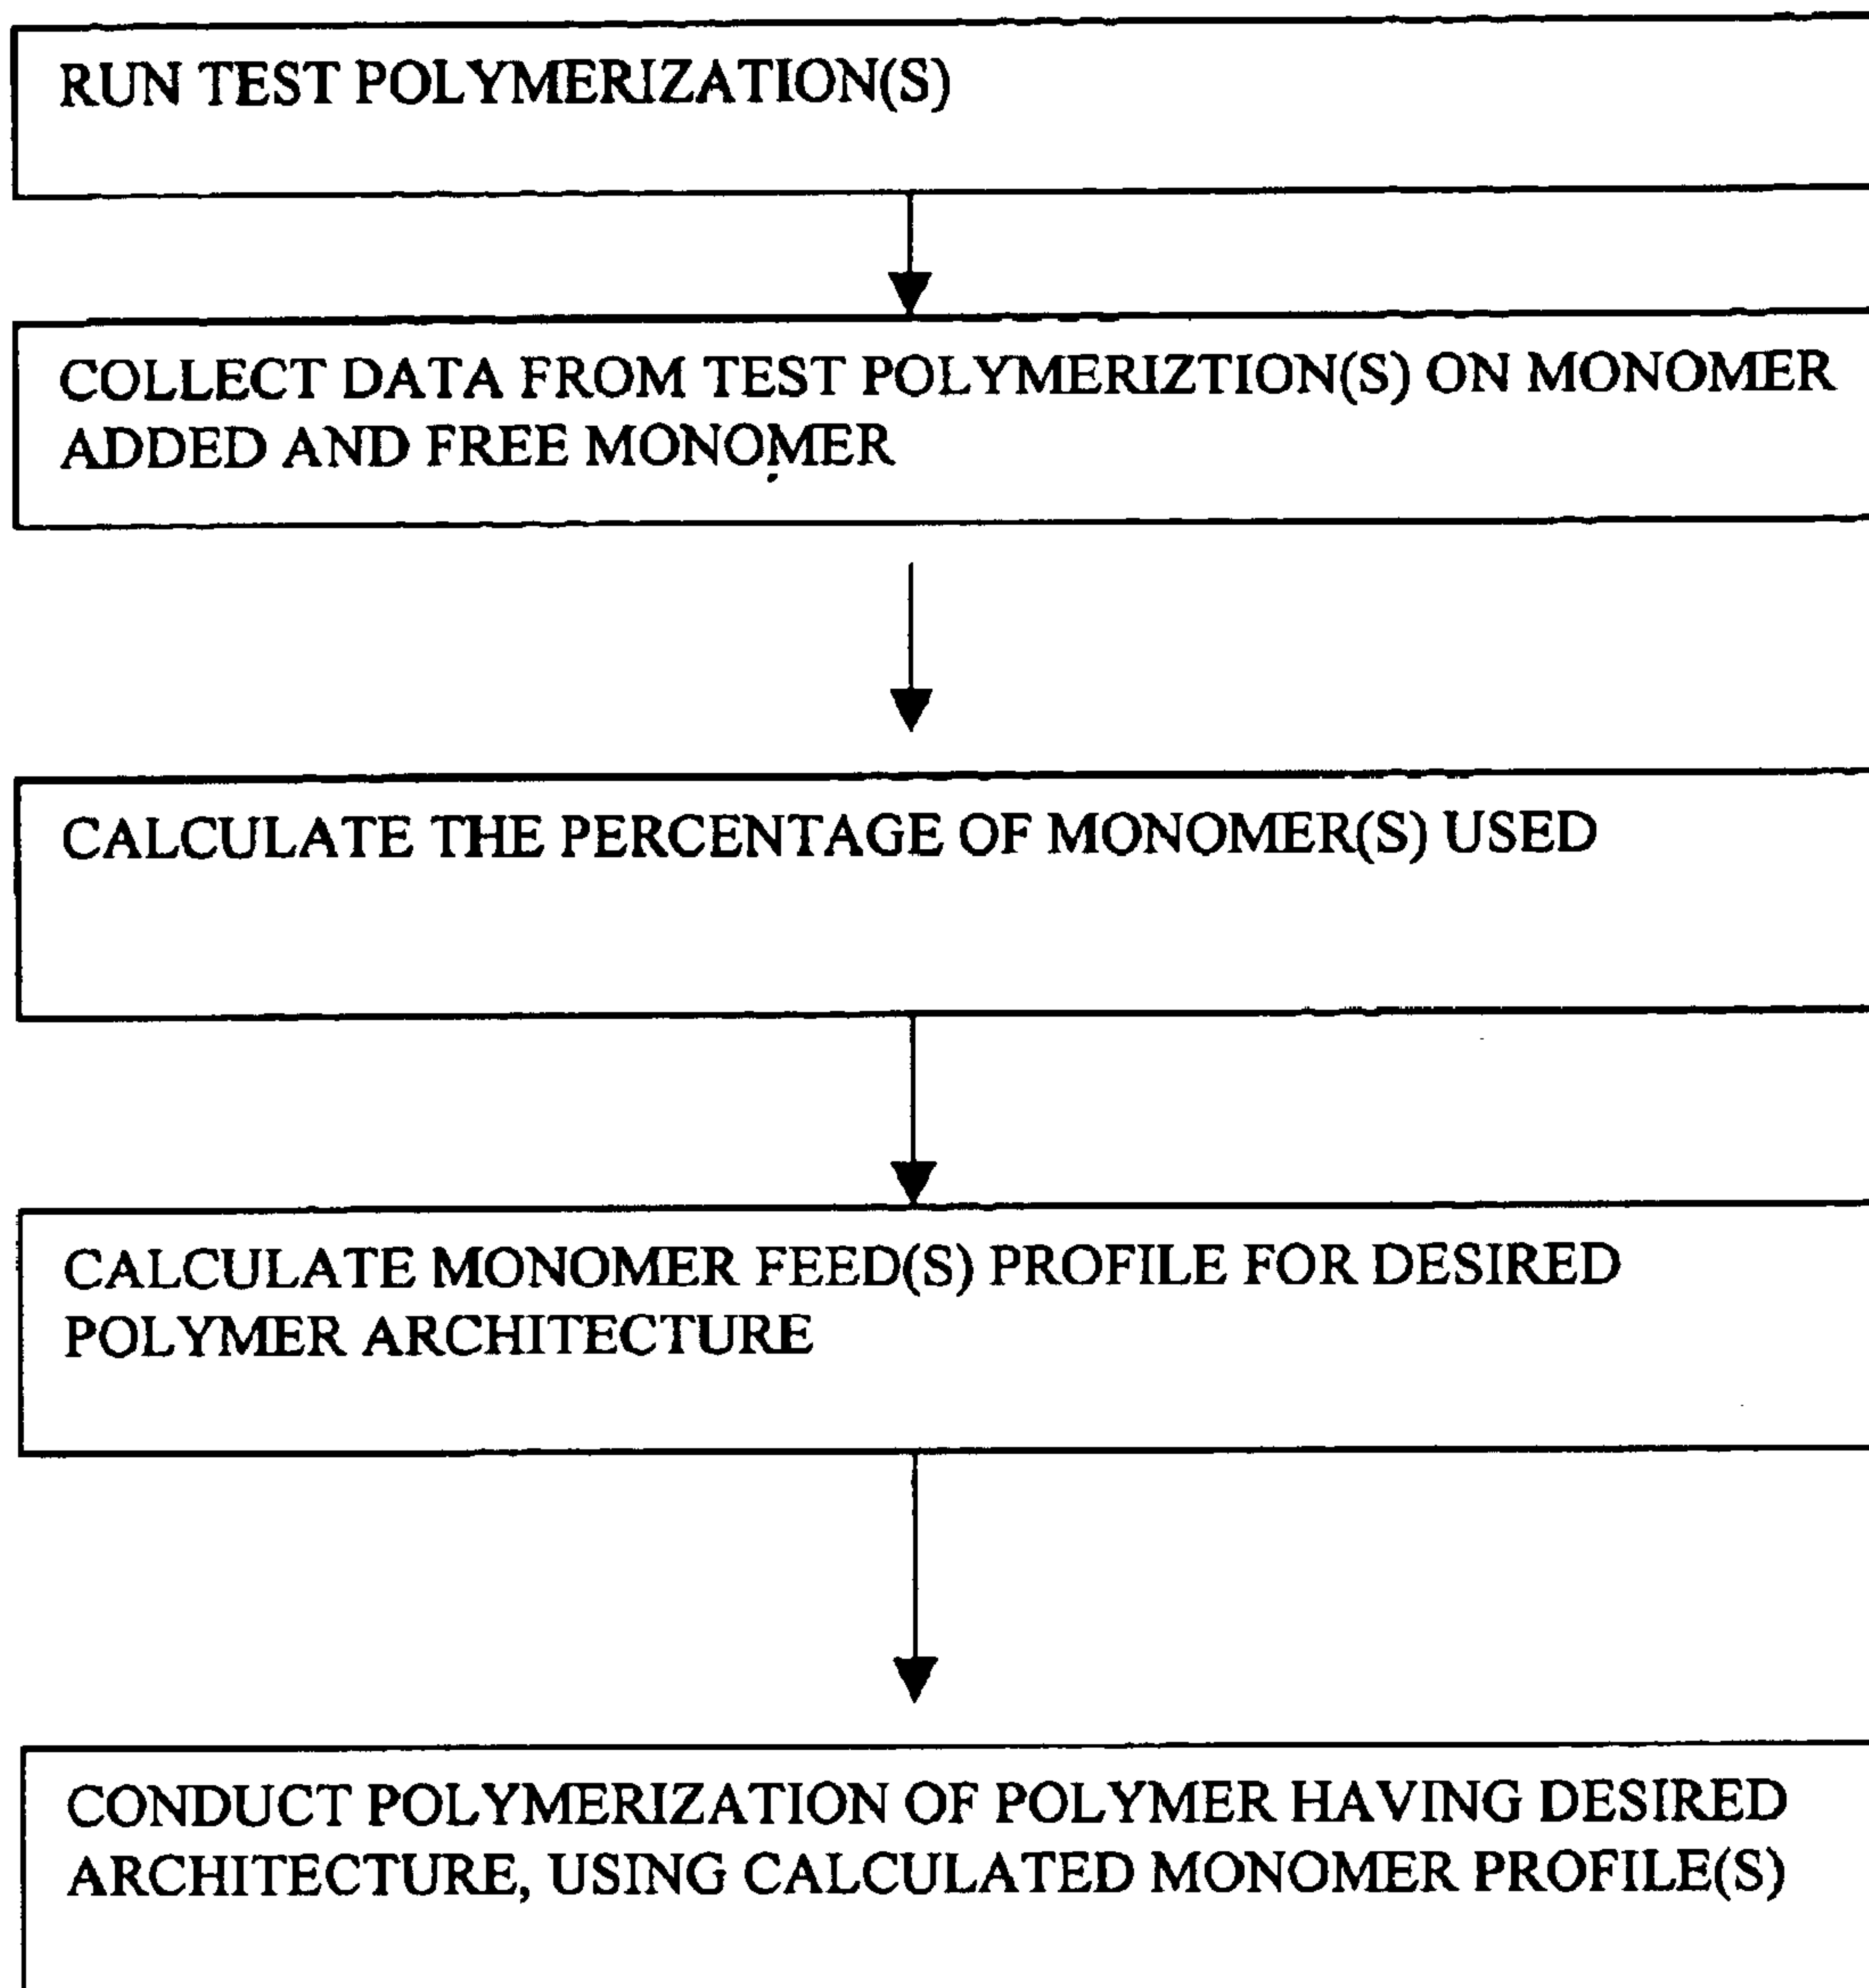 RUN TEST POLYMERIZATION(S)
COLLECT DATA FROM TEST POLYMERIZTION(S) ON MONOMER
ADDED AND FREE MONOMER
CALCULATE THE PERCENTAGE OF MONOMER(S) USED
CALCULATE MONOMER FEED(S) PROFILE FOR DESIRED
POLYMER ARCHITECTURE
CONDUCT POLYMERIZATION OF POLYMER HAVING DESIRED
ARCHITECTURE, USING CALCULATED MONOMER PROFILE(S)